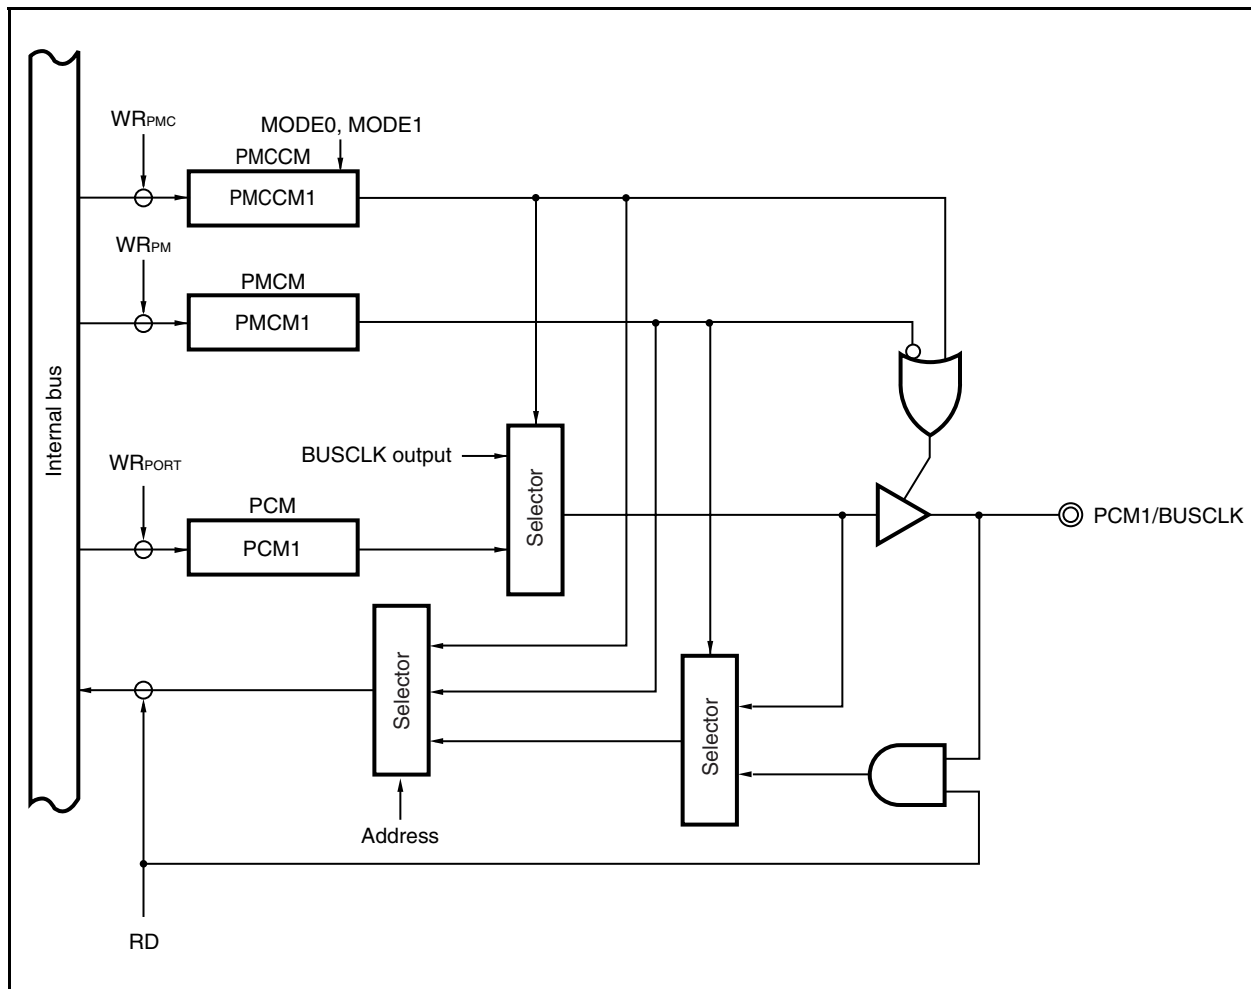 WRPMC
MODE0, MODE1
PMCCM
PMCCM1
WRPM
PMCM
PMCM1
Internal bus
BUSCLK output
Selector
WRPORT
PCM
PCM1
PCM1/BUSCLK
Selector
Selector
Address
RD